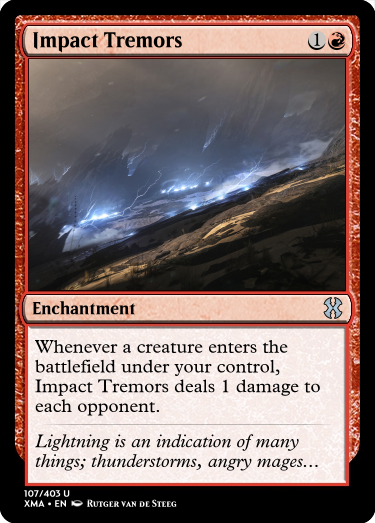 Impact Tremors 1
Enchantment
Whenever a creature enters the
battlefield under your control,
Impact Tremors deals 1 damage to
each opponent.
Lightning is an indication of many
things; thunderstorms, angry mages...
107/403 U
XMA • EN Rutger van de Steeg